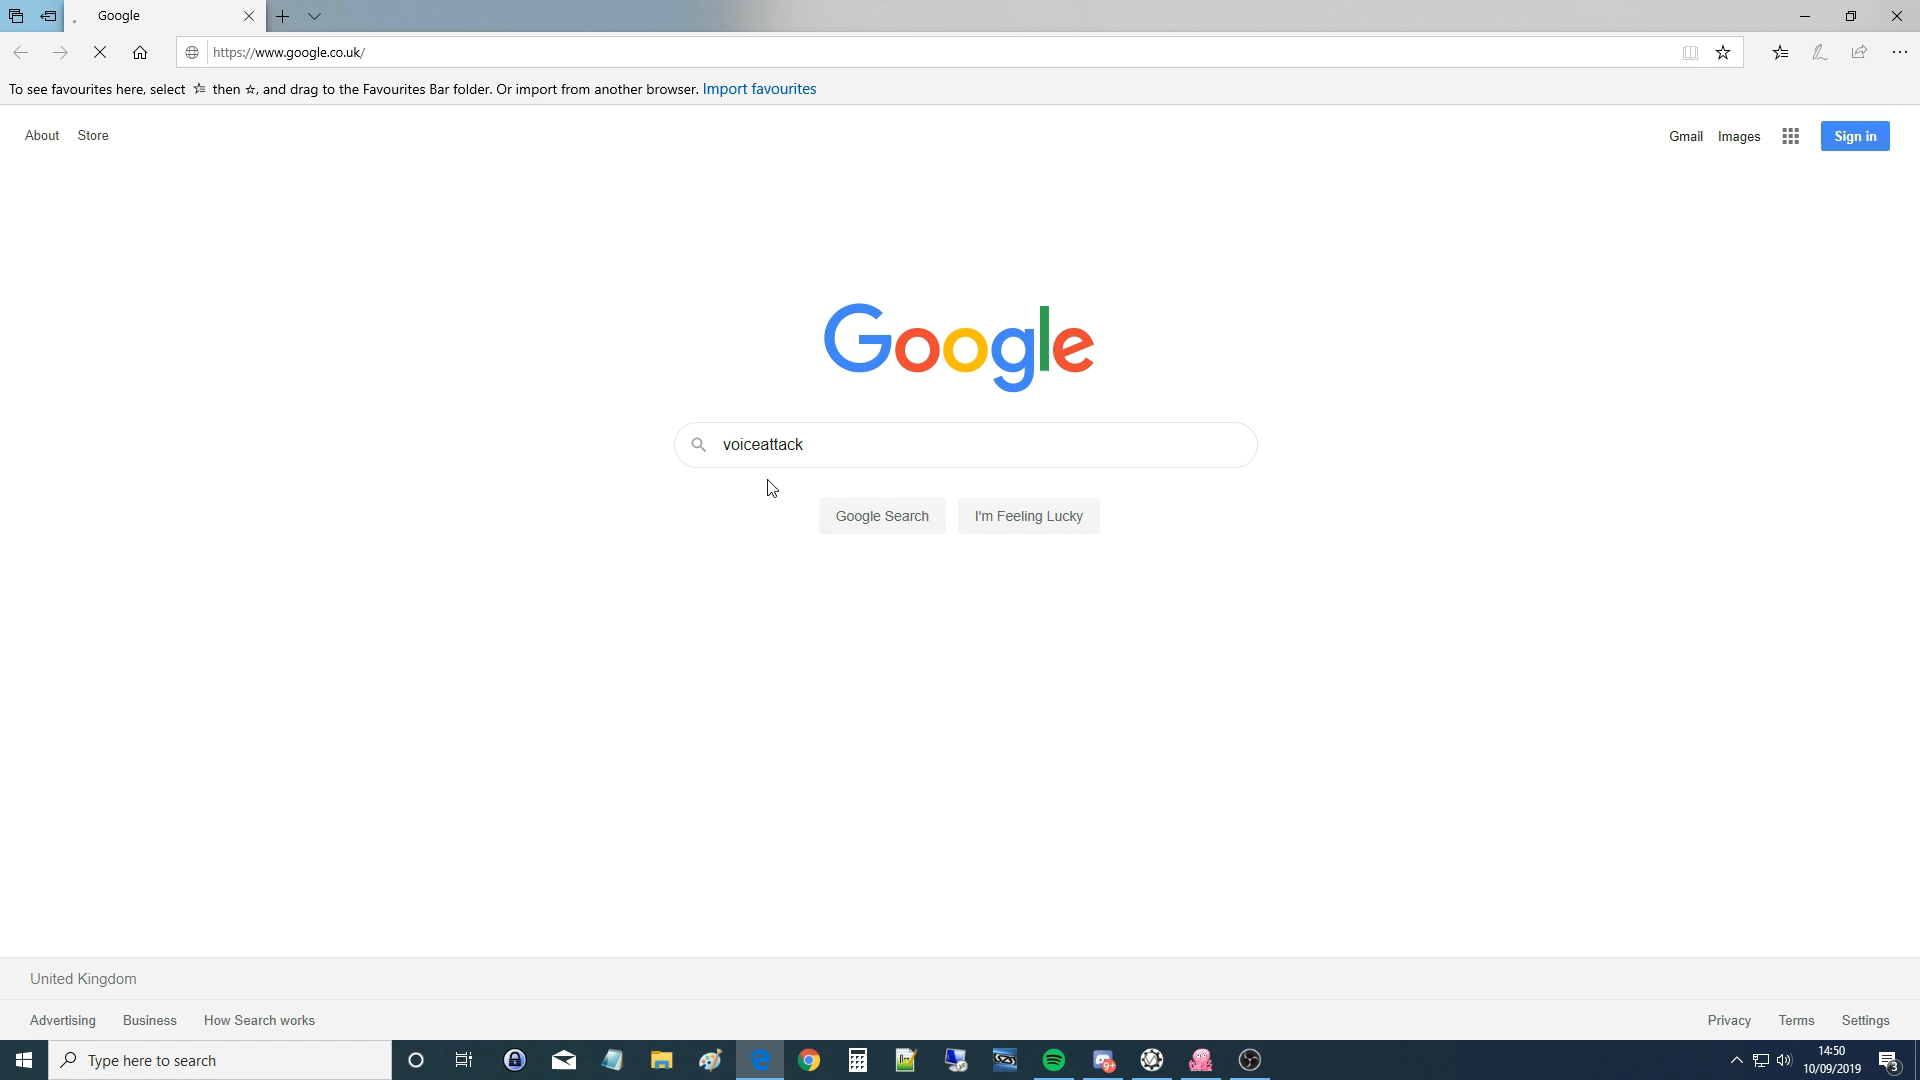 Google
https://www.google.co.uk/
To see favourites here, select then , and drag to the Favourites Bar folder. Or import from another browser. Import favourites
About Store
Gmail Images Sign in
Google
voiceattack
Google Search I'm Feeling Lucky
United Kingdom
Advertising Business How Search works
Privacy Terms Settings
Type here to search
9+
14:50
10/09/2019
3